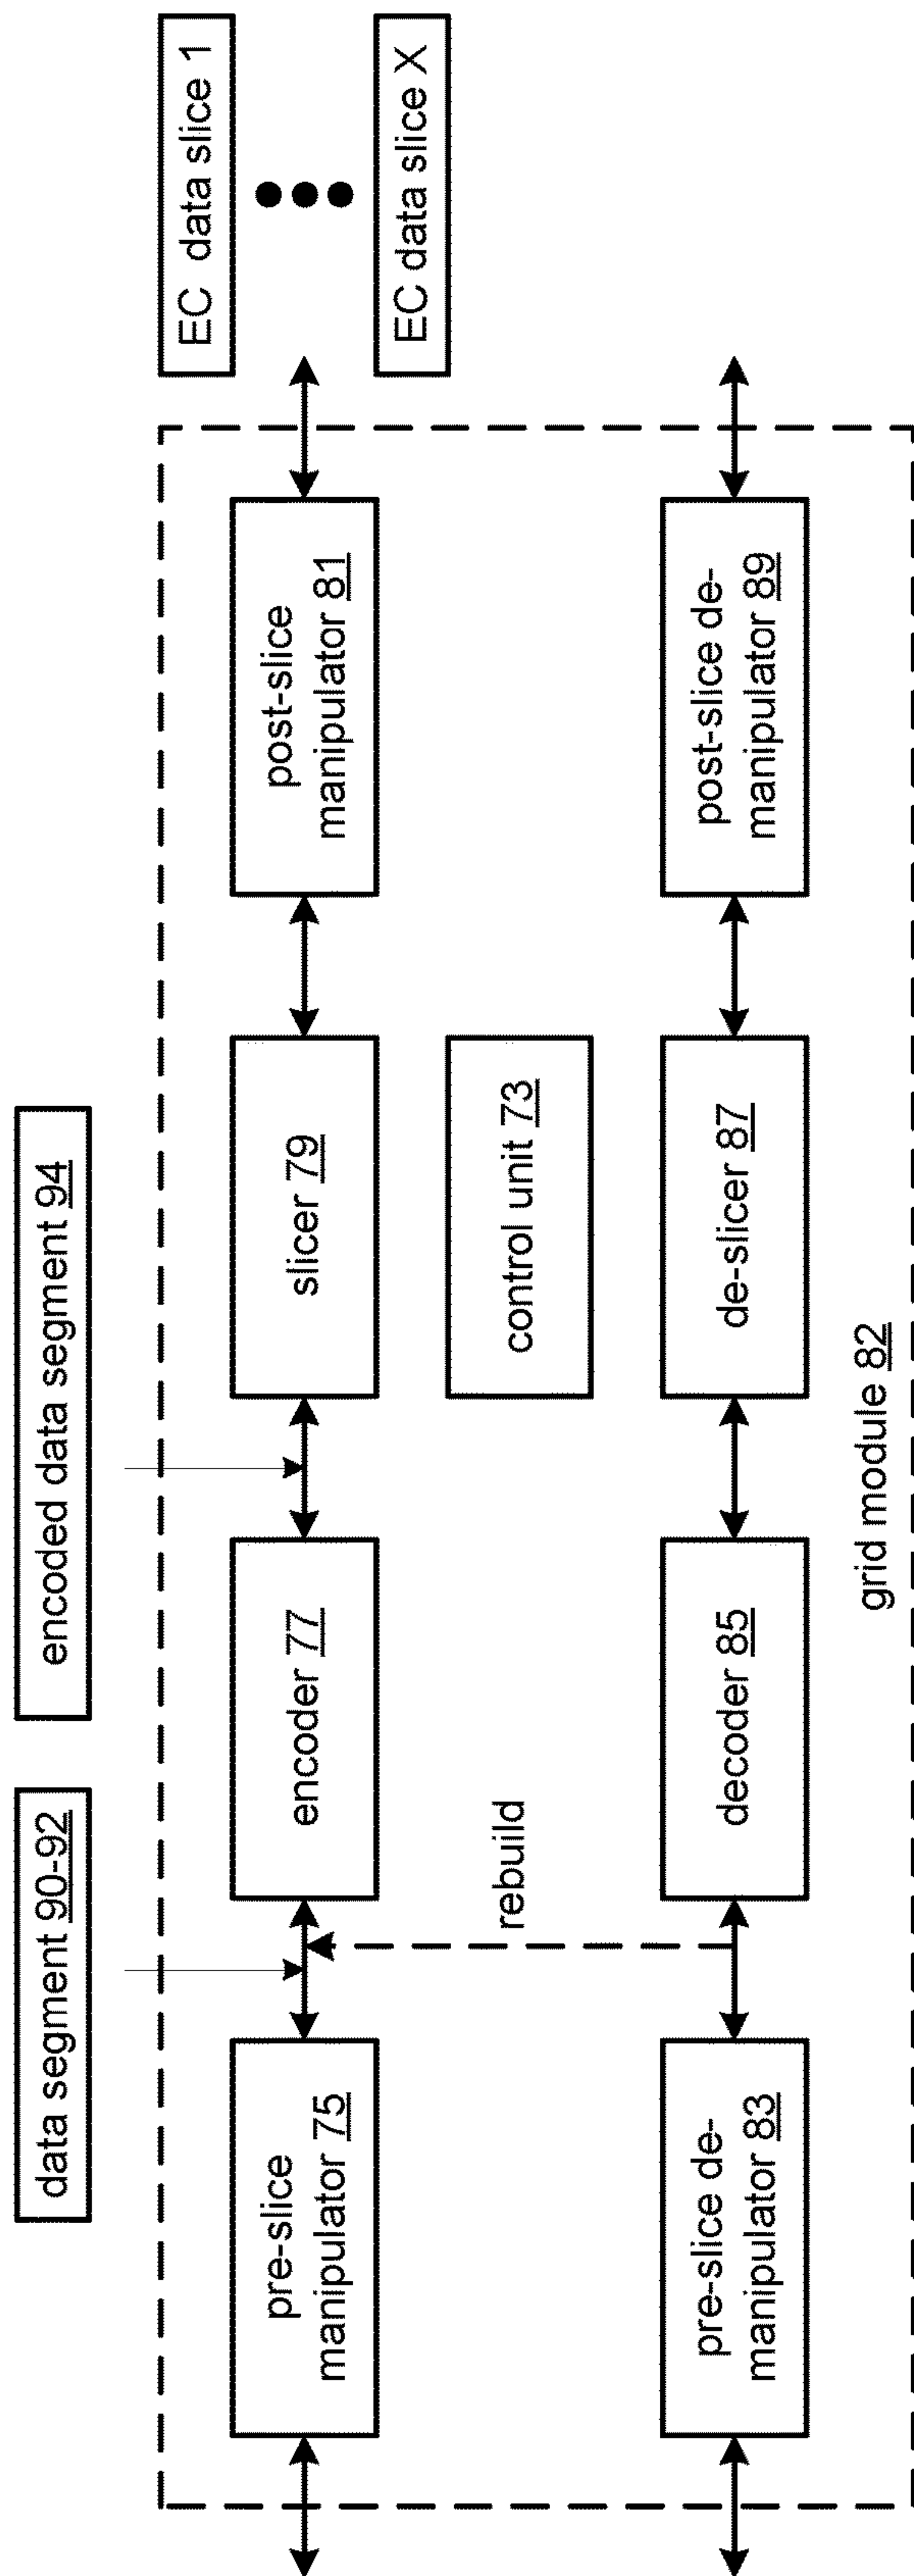 data segment 90-92
encoded data segment 94
EC data slice 1
EC data slice X
pre-slice
manipulator 75
encoder 77
slicer 79
post-slice
manipulator 81
rebuild
control unit 73
pre-slice de-
manipulator 83
decoder 85
de-slicer 87
post-slice de-
manipulator 89
grid module 82